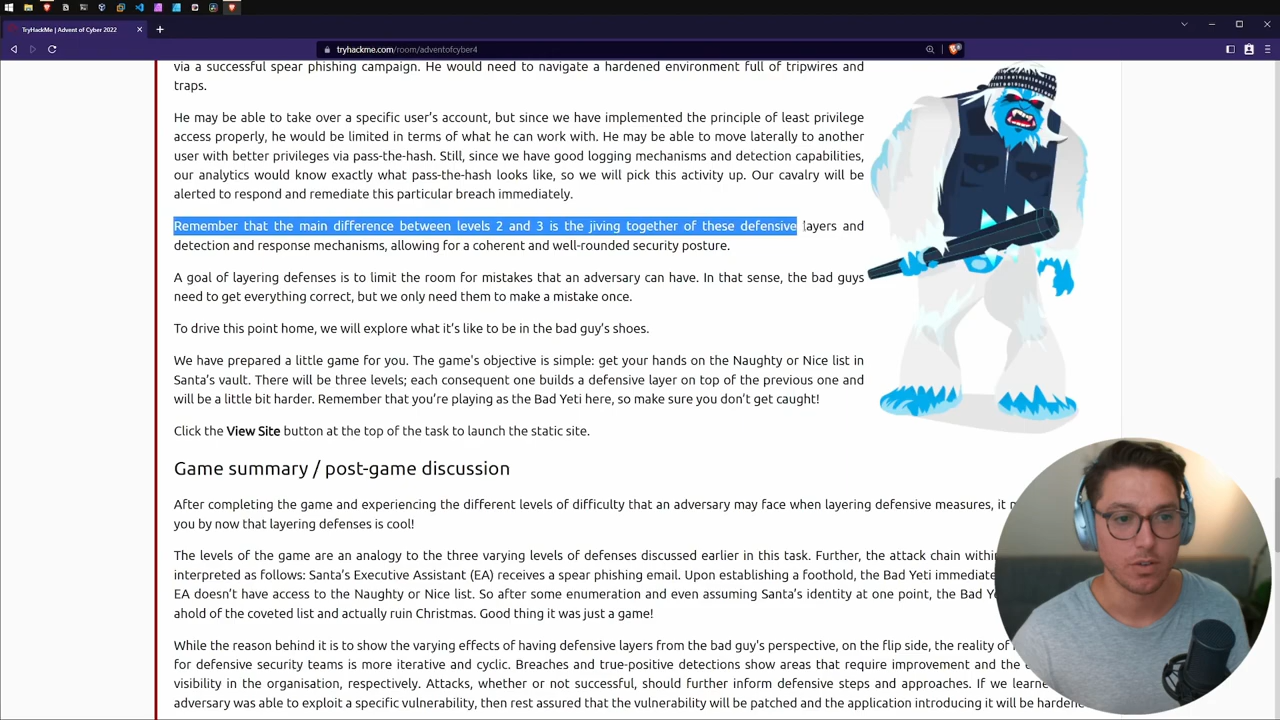 TryHackMe | Advent of Cyber 2022
tryhackme.com/room/adventofcyber4
via a successful spear phishing campaign. He would need to navigate a hardened environment full of tripwires and
traps.
He may be able to take over a specific user's account, but since we have implemented the principle of least privilege
access properly, he would be limited in terms of what he can work with. He may be able to move laterally to another
user with better privileges via pass-the-hash. Still, since we have good logging mechanisms and detection capabilities,
our analytics would know exactly what pass-the-hash looks like, so we will pick this activity up. Our cavalry will be
alerted to respond and remediate this particular breach immediately.
Remember that the main difference between levels 2 and 3 is the jiving together of these defensive layers and
detection and response mechanisms, allowing for a coherent and well-rounded security posture.
A goal of layering defenses is to limit the room for mistakes that an adversary can have. In that sense, the bad guys
need to get everything correct, but we only need them to make a mistake once.
To drive this point home, we will explore what it's like to be in the bad guy's shoes.
We have prepared a little game for you. The game's objective is simple: get your hands on the Naughty or Nice list in
Santa's vault. There will be three levels; each consequent one builds a defensive layer on top of the previous one and
will be a little bit harder. Remember that you're playing as the Bad Yeti here, so make sure you don't get caught!
Click the View Site button at the top of the task to launch the static site.
Game summary / post-game discussion
After completing the game and experiencing the different levels of difficulty that an adversary may face when layering defensive measures, it
you by now that layering defenses is cool!
The levels of the game are an analogy to the three varying levels of defenses discussed earlier in this task. Further, the attack chain within
interpreted as follows: Santa's Executive Assistant (EA) receives a spear phishing email. Upon establishing a foothold, the Bad Yeti
EA doesn't have access to the Naughty or Nice list. So after some enumeration and even assuming Santa's identity at one point, the Bad
ahold of the coveted list and actually ruin Christmas. Good thing it was just a game!
While the reason behind it is to show the varying effects of having defensive layers from the bad guy's perspective, on the flip side, the reality of
for defensive security teams is more iterative and cyclic. Breaches and true-positive detections show areas that require improvement and the
visibility in the organisation, respectively. Attacks, whether or not successful, should further inform defensive steps and approaches. If we
adversary was able to exploit a specific vulnerability, then rest assured that the vulnerability will be patched and the application introducing it will be